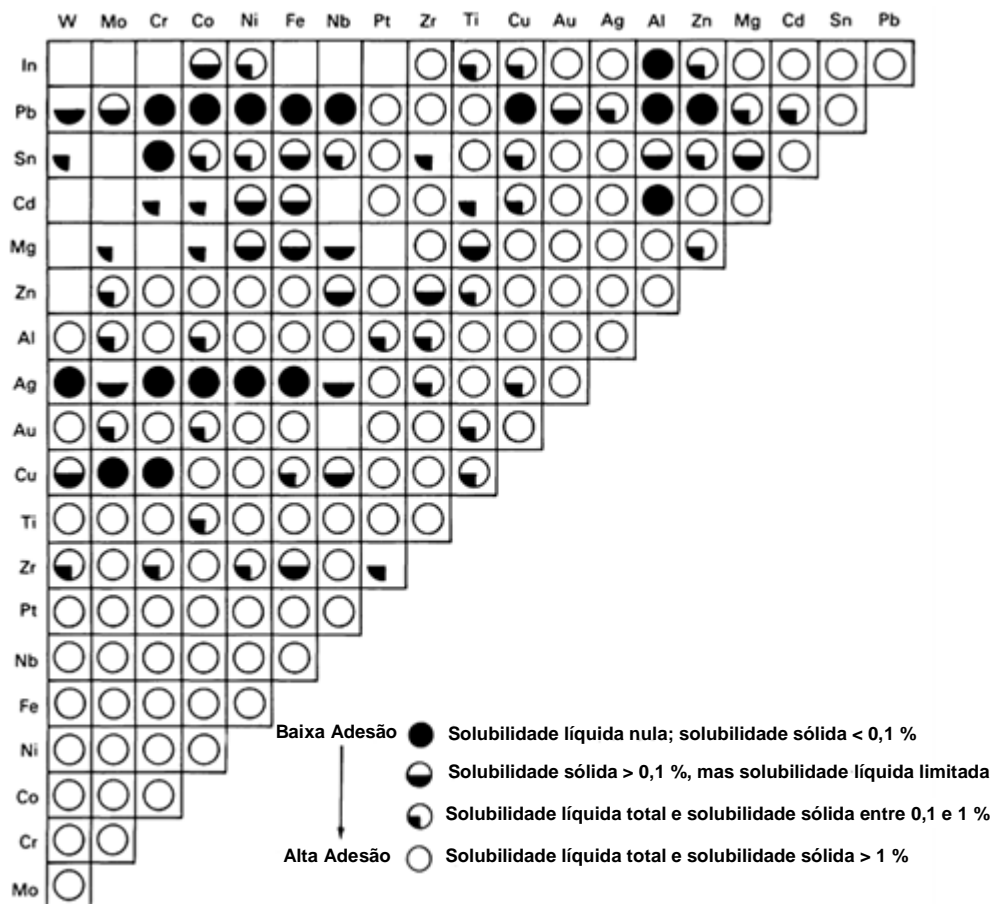 W Mo Cr Co Ni Fe Nb Pt Zr Ti Cu Au Ag Al Zn Mg Cd Sn Pb
In
Pb
Sn
Cd
Mg
Zn
Al
Ag
Au
Cu
Ti
Zr
Pt
Nb
Fe
Ni
Co
Cr
Mo
Baixa Adesão
Solubilidade líquida nula; solubilidade sólida < 0,1 %
Solubilidade sólida > 0,1 %, mas solubilidade líquida limitada
Solubilidade líquida total e solubilidade sólida entre 0,1 e 1 %
Alta Adesão
Solubilidade líquida total e solubilidade sólida > 1 %